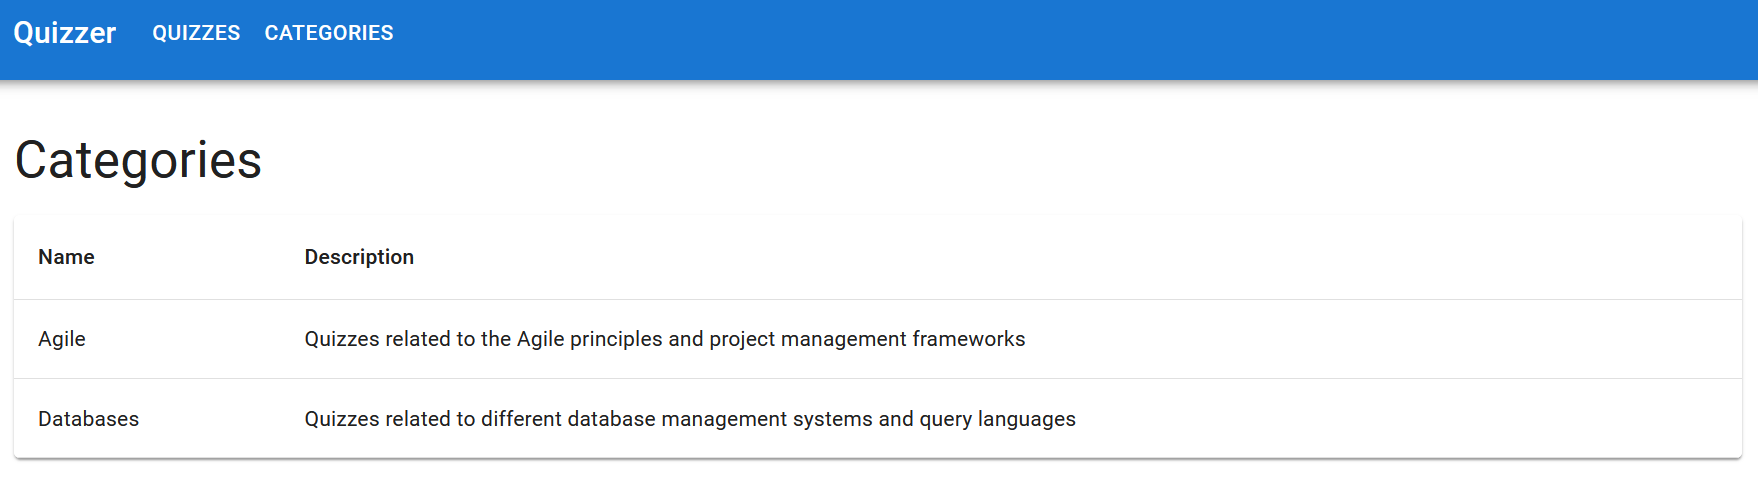 Quizzer QUIZZES CATEGORIES
Categories
Name Description
Agile Quizzes related to the Agile principles and project management frameworks
Databases Quizzes related to different database management systems and query languages